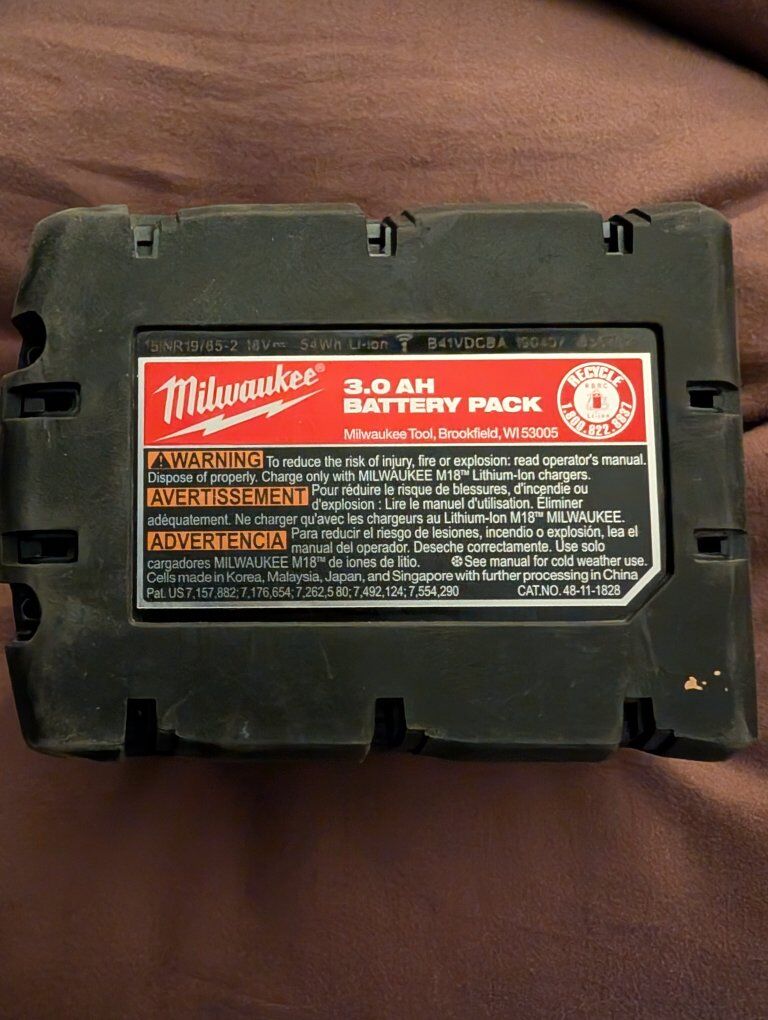 15INR19/65-2 18V⎓ 54Wh Li-Ion B41VDCBA
Milwaukee®
3.0 AH
BATTERY PACK
Milwaukee Tool, Brookfield, WI 53005
RECYCLE
RBRC
Li-ion
1.800.822.8837
⚠WARNING To reduce the risk of injury, fire or explosion: read operator's manual.
Dispose of properly. Charge only with MILWAUKEE M18™ Lithium-Ion chargers.
AVERTISSEMENT Pour réduire le risque de blessures, d'incendie ou
d'explosion : Lire le manuel d'utilisation. Éliminer
adéquatement. Ne charger qu'avec les chargeurs au Lithium-Ion M18™ MILWAUKEE.
ADVERTENCIA Para reducir el riesgo de lesiones, incendio o explosión, lea el
manual del operador. Deseche correctamente. Use solo
cargadores MILWAUKEE M18™ de iones de litio. ❄See manual for cold weather use.
Cells made in Korea, Malaysia, Japan, and Singapore with further processing in China
Pat. US 7,157,882; 7,176,654; 7,262,5 80; 7,492,124; 7,554,290 CAT.NO. 48-11-1828